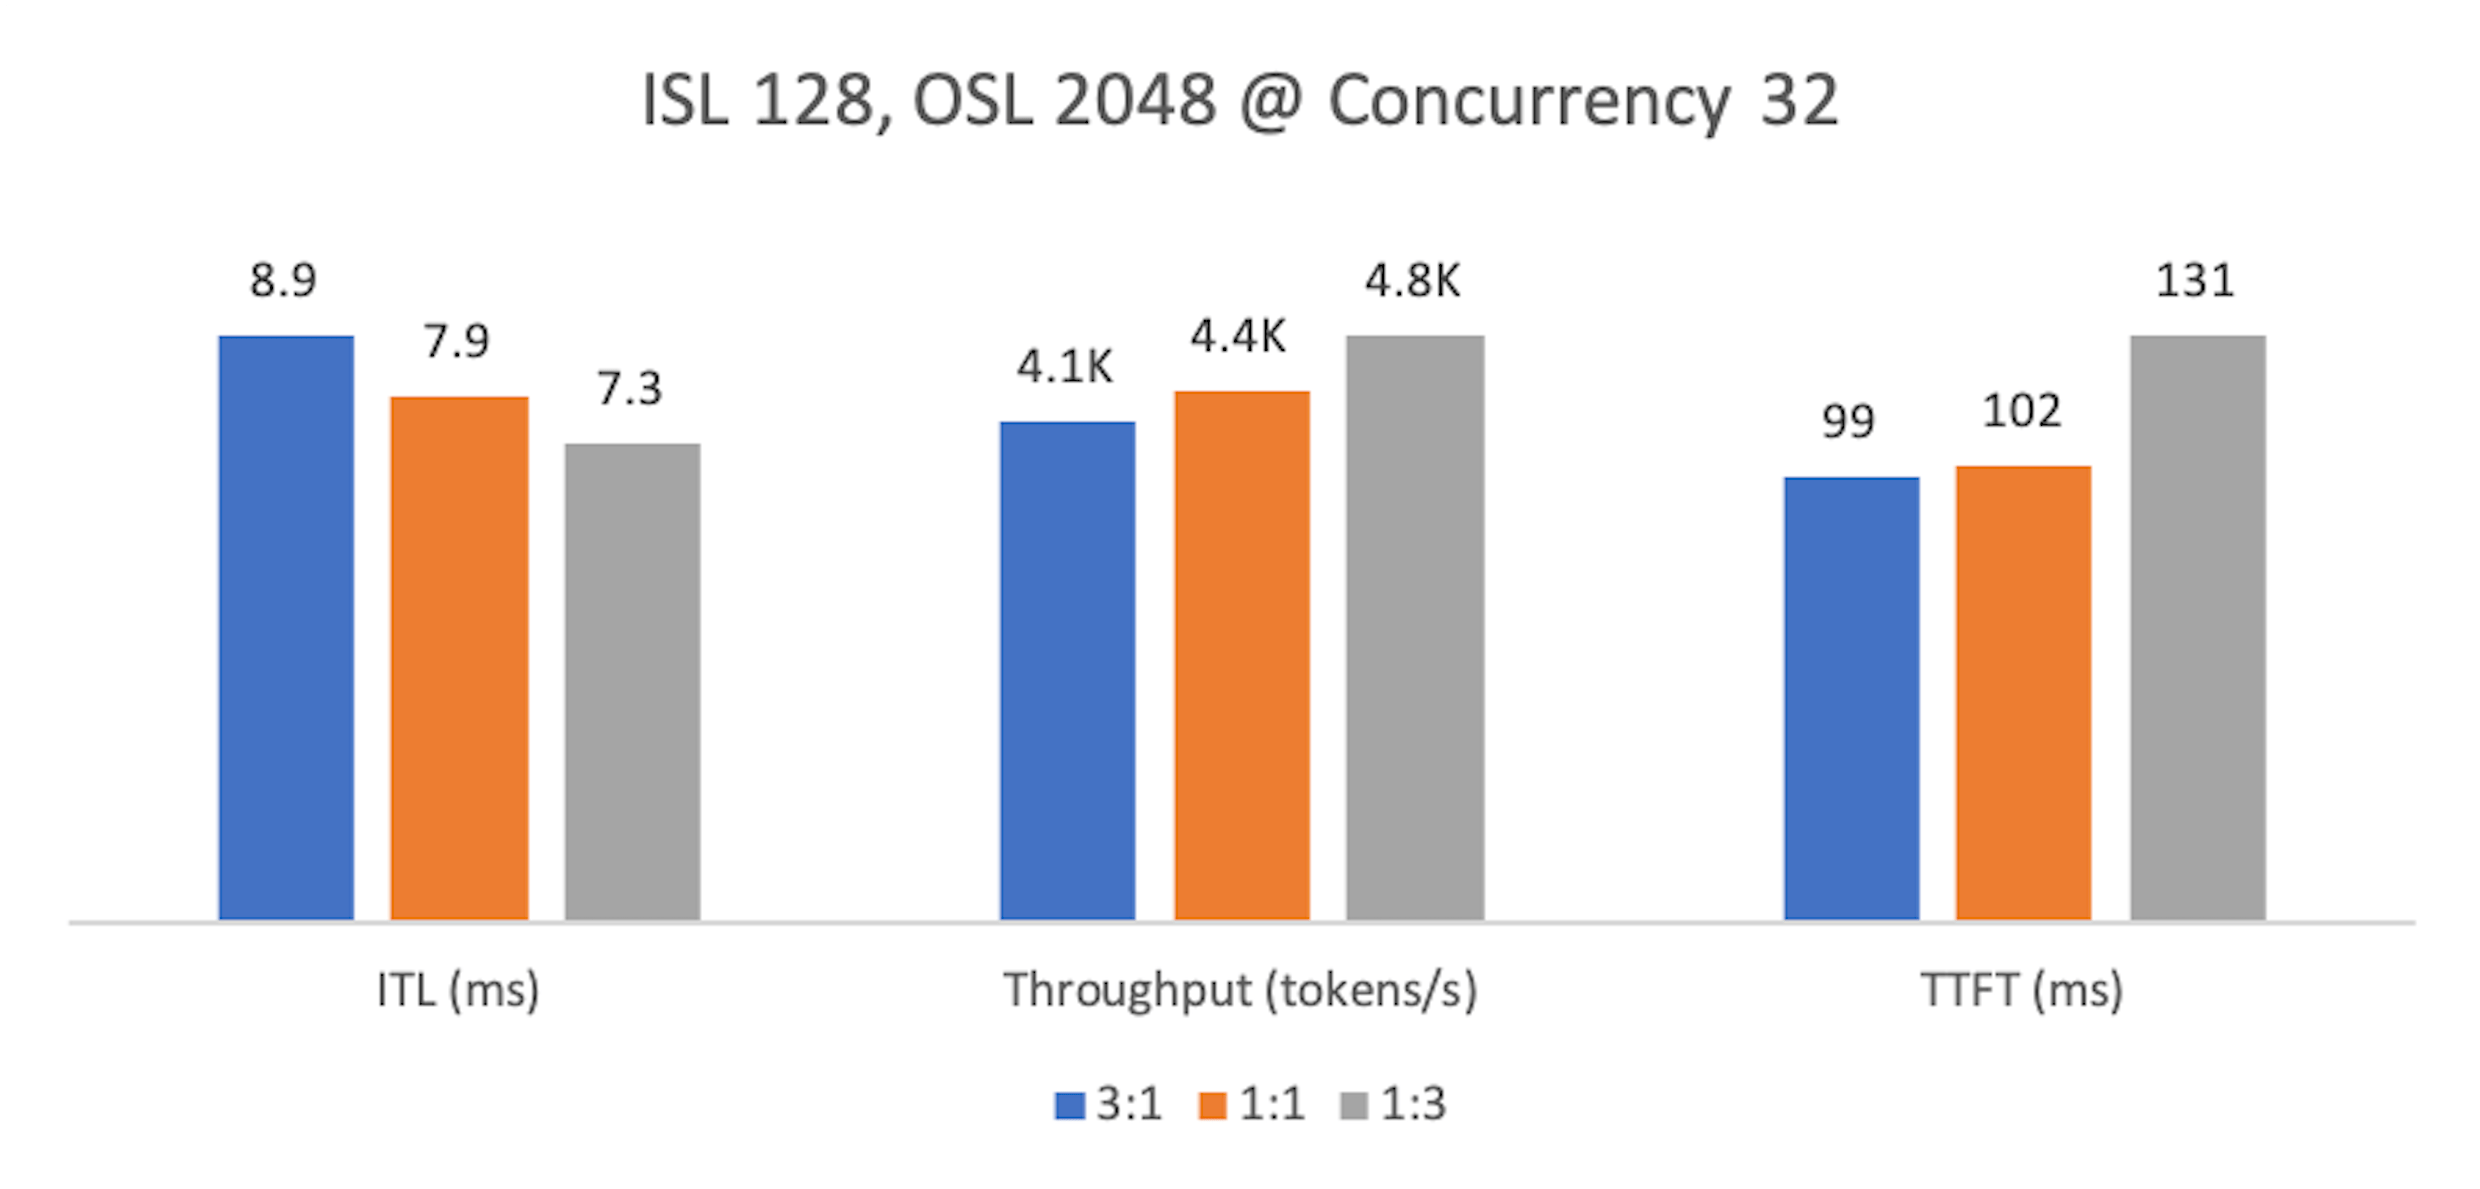 ISL 128, OSL 2048 @ Concurrency 32
8.9
7.9
7.3
4.1K
4.4K
4.8K
99
102
131
ITL (ms)
Throughput (tokens/s)
TTFT (ms)
3:1 1:1 1:3